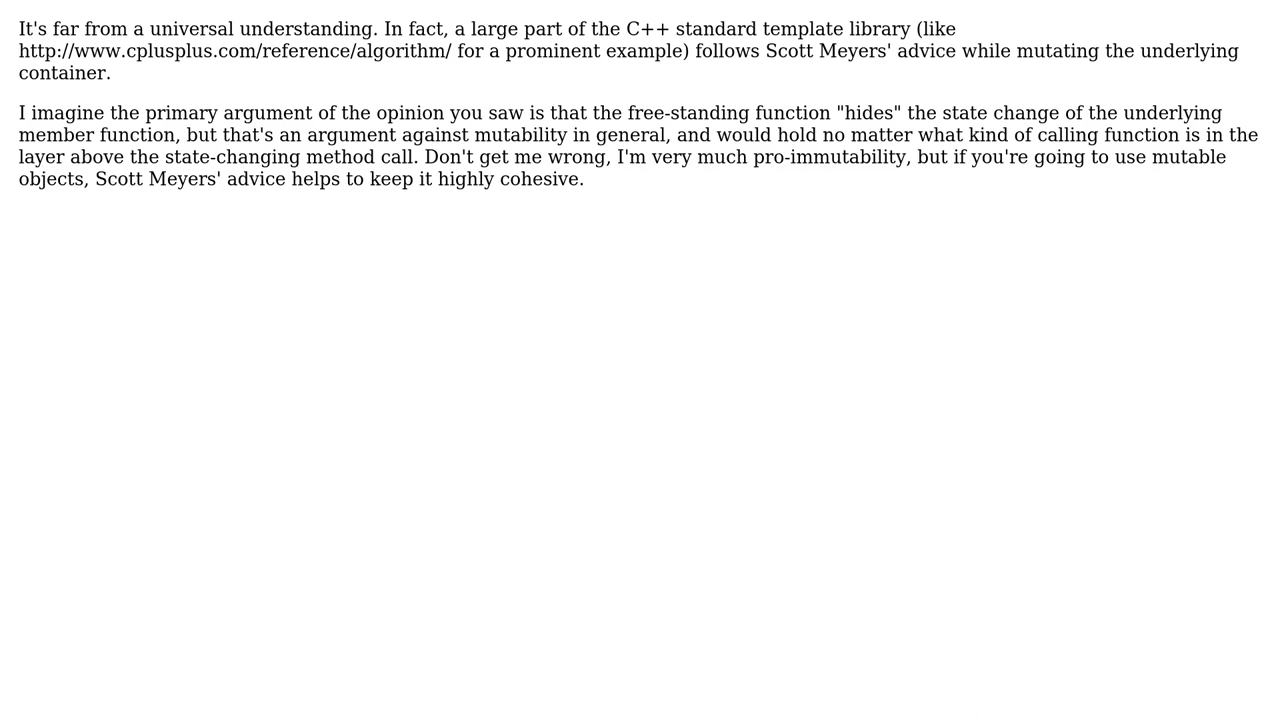 It's far from a universal understanding. In fact, a large part of the C++ standard template library (like
http://www.cplusplus.com/reference/algorithm/ for a prominent example) follows Scott Meyers' advice while mutating the underlying
container.
I imagine the primary argument of the opinion you saw is that the free-standing function "hides" the state change of the underlying
member function, but that's an argument against mutability in general, and would hold no matter what kind of calling function is in the
layer above the state-changing method call. Don't get me wrong, I'm very much pro-immutability, but if you're going to use mutable
objects, Scott Meyers' advice helps to keep it highly cohesive.